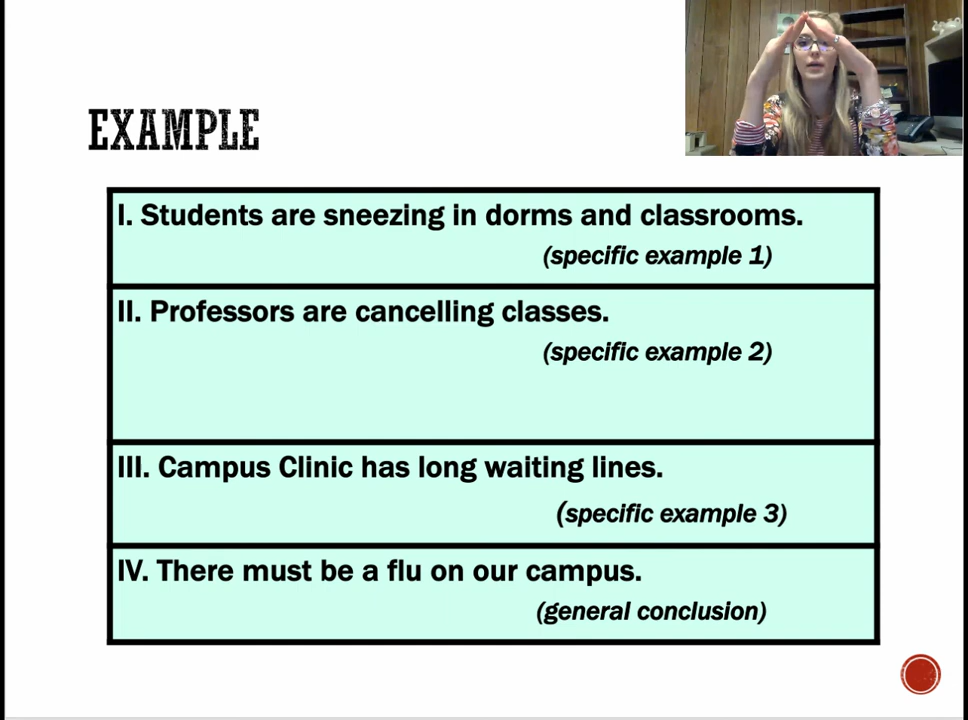 EXAMPLE
I. Students are sneezing in dorms and classrooms.
(specific example 1)
II. Professors are cancelling classes.
(specific example 2)
III. Campus Clinic has long waiting lines.
(specific example 3)
IV. There must be a flu on our campus.
(general conclusion)